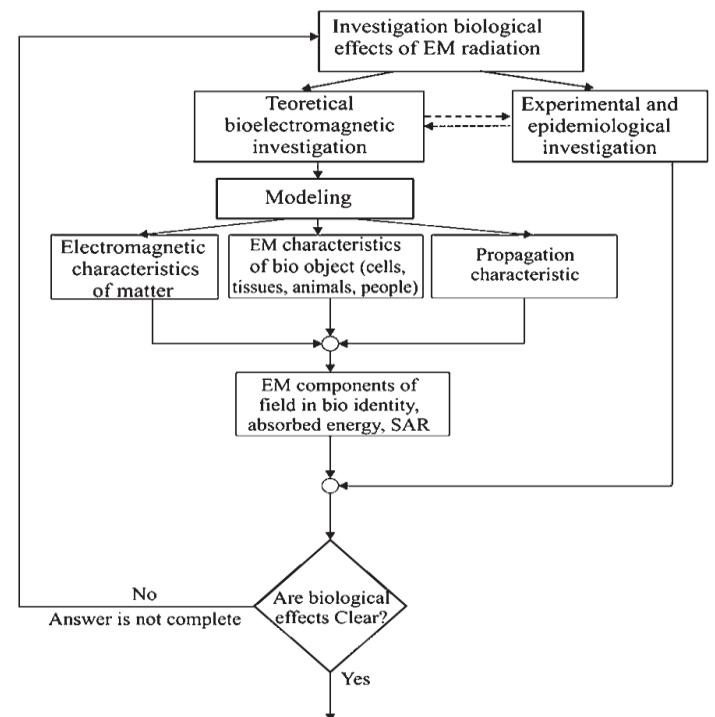 Investigation biological
effects of EM radiation
Teoretical
bioelectromagnetic
investigation
Experimental and
epidemiological
investigation
Modeling
Electromagnetic
characteristics
of matter
EM characteristics
of bio object (cells,
tissues, animals, people)
Propagation
characteristic
EM components of
field in bio identity,
absorbed energy, SAR
Are biological
effects Clear?
No
Answer is not complete
Yes